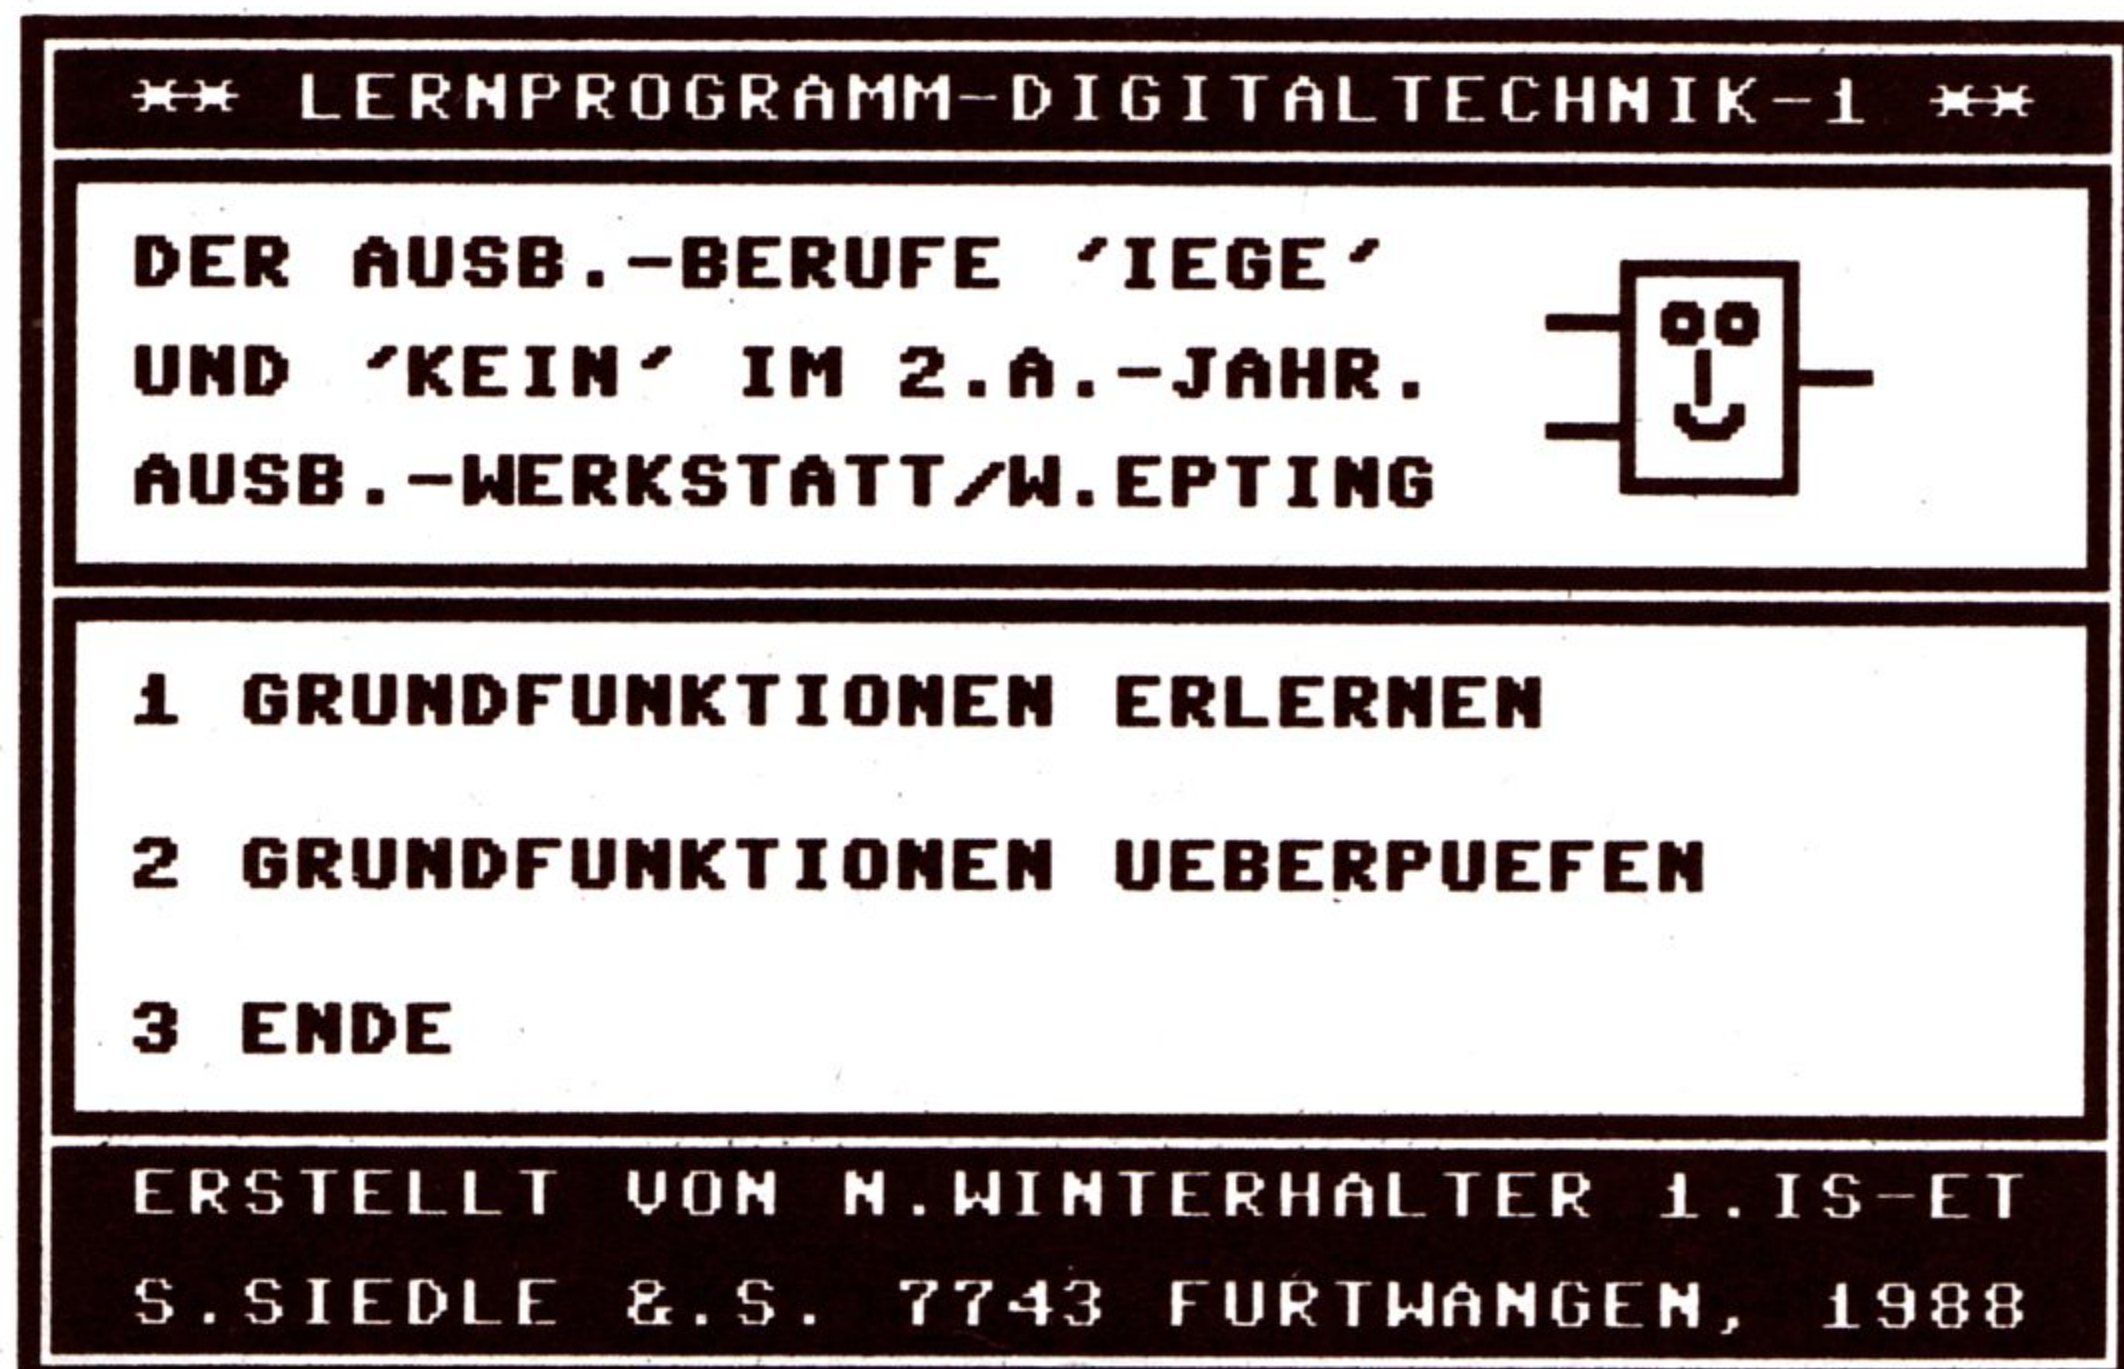 ** LERNPROGRAMM-DIGITALTECHNIK-1 **
DER AUSB.-BERUFE 'IEGE'
UND 'KEIN' IM 2.A.-JAHR.
AUSB.-WERKSTATT/W.EPTING
1 GRUNDFUNKTIONEN ERLERNEN
2 GRUNDFUNKTIONEN UEBERPUEFEN
3 ENDE
ERSTELLT VON N.WINTERHALTER 1.IS-ET
S.SIEDLE &.S. 7743 FURTWANGEN, 1988